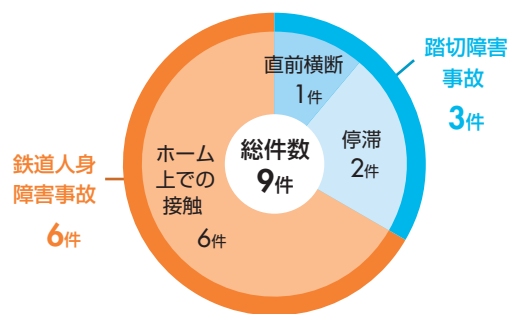 踏切障害
事故
3件
直前横断
1件
停滞
2件
総件数
9件
ホーム
上での
接触
6件
鉄道人身
障害事故
6件